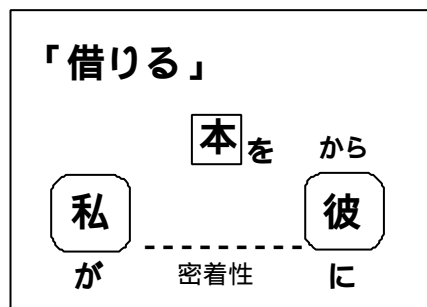 「借りる」
本を から
私 彼
が 密着性 に